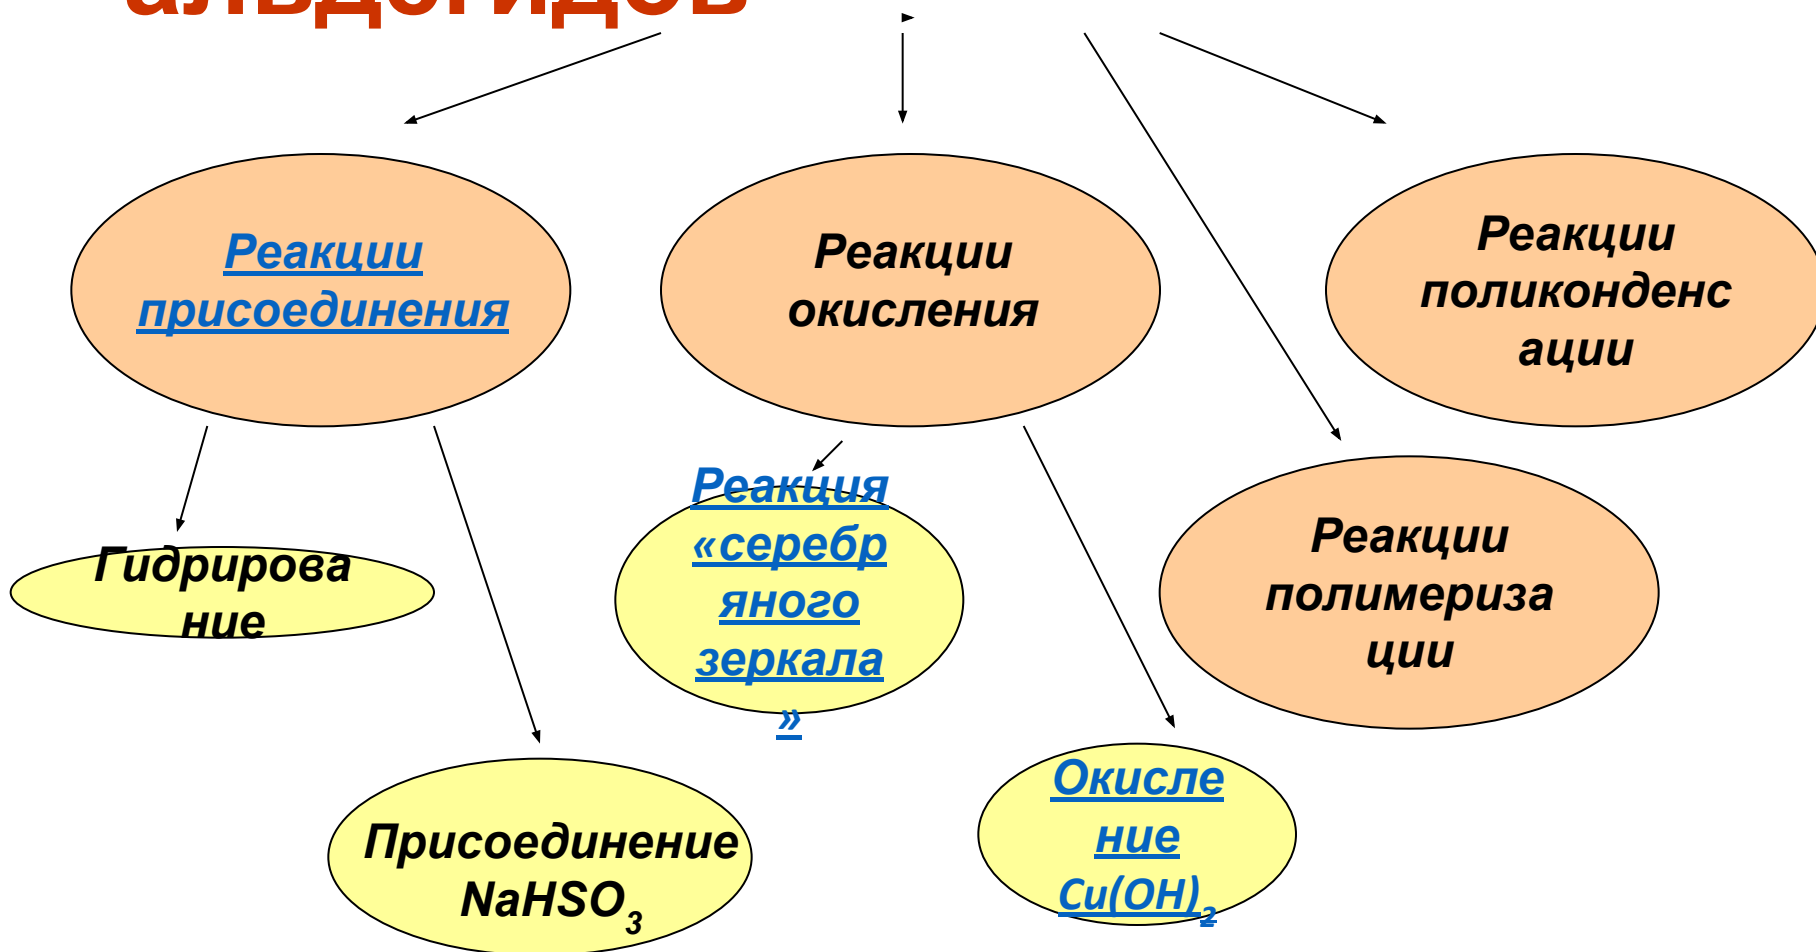 альдегидов
Реакции
присоединения
Реакции
окисления
Реакции
поликонденс
ации
Гидрирова
ние
Реакция
«серебр
яного
зеркала
»
Реакции
полимериза
ции
Присоединение
NaHSO3
Окисле
ние
Cu(OH)2